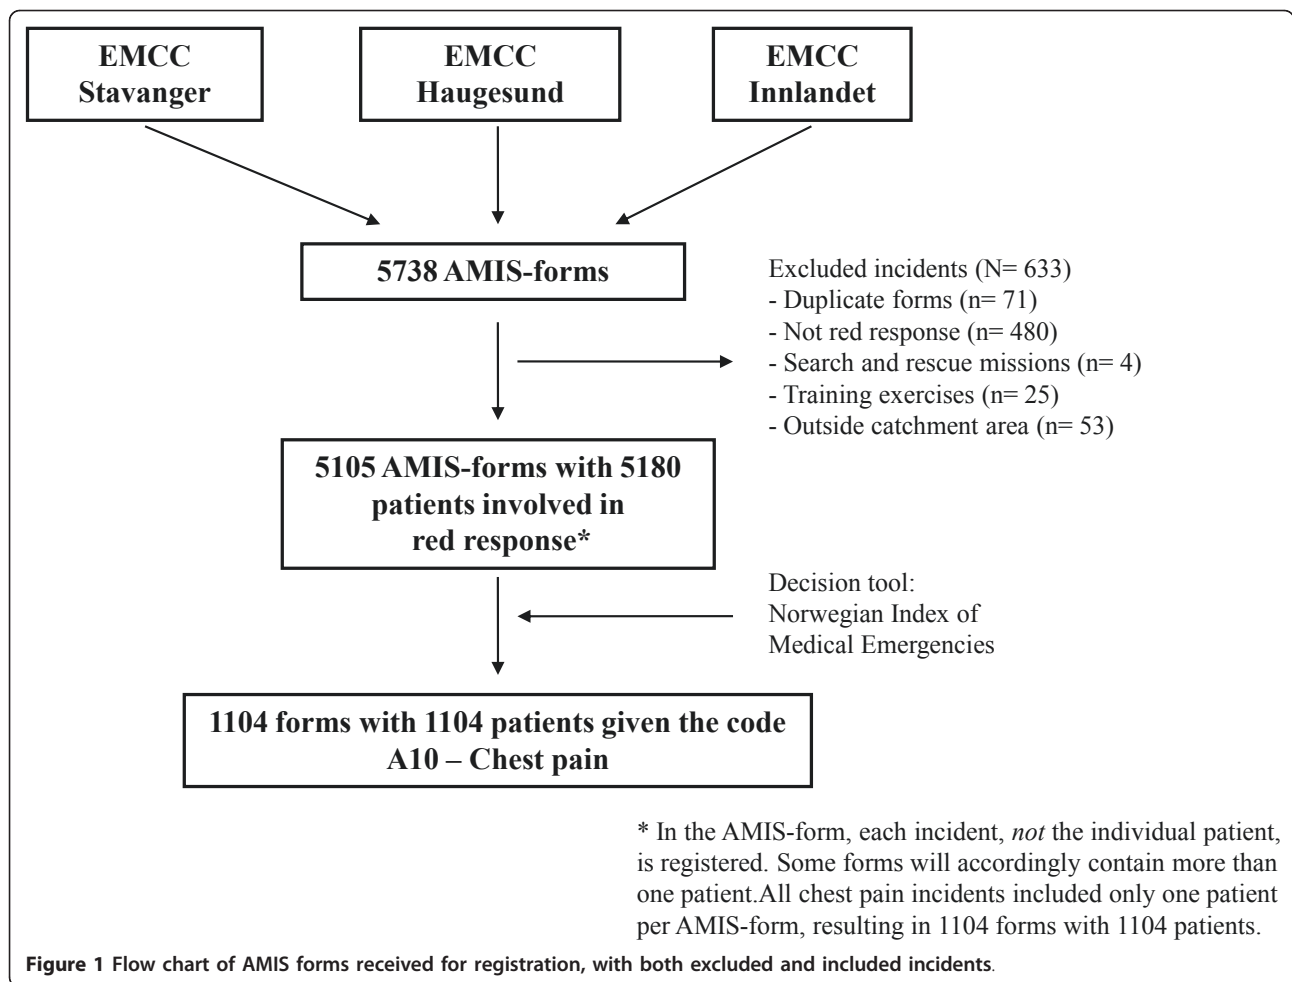 EMCC
Stavanger
EMCC
Haugesund
EMCC
Innlandet
5738 AMIS-forms
Excluded incidents (N= 633)
- Duplicate forms (n= 71)
- Not red response (n= 480)
- Search and rescue missions (n= 4)
- Training exercises (n= 25)
- Outside catchment area (n= 53)
5105 AMIS-forms with 5180
patients involved in
red response*
Decision tool:
Norwegian Index of
Medical Emergencies
1104 forms with 1104 patients given the code
A10 – Chest pain
* In the AMIS-form, each incident, not the individual patient,
is registered. Some forms will accordingly contain more than
one patient.All chest pain incidents included only one patient
per AMIS-form, resulting in 1104 forms with 1104 patients.
Figure 1 Flow chart of AMIS forms received for registration, with both excluded and included incidents.